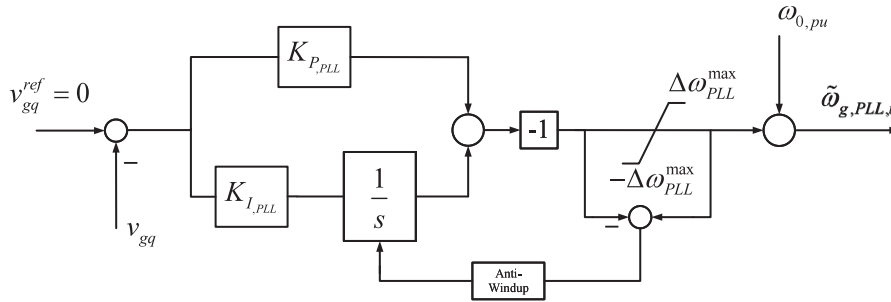 K_{P,PLL}
ω_{0,pu}
v_{gq}^{ref} = 0
Δω_{PLL}^{max}
ω̃_{g,PLL,
-1
−
K_{I,PLL}
1
s
−Δω_{PLL}^{max}
−
v_{gq}
Anti-
Windup